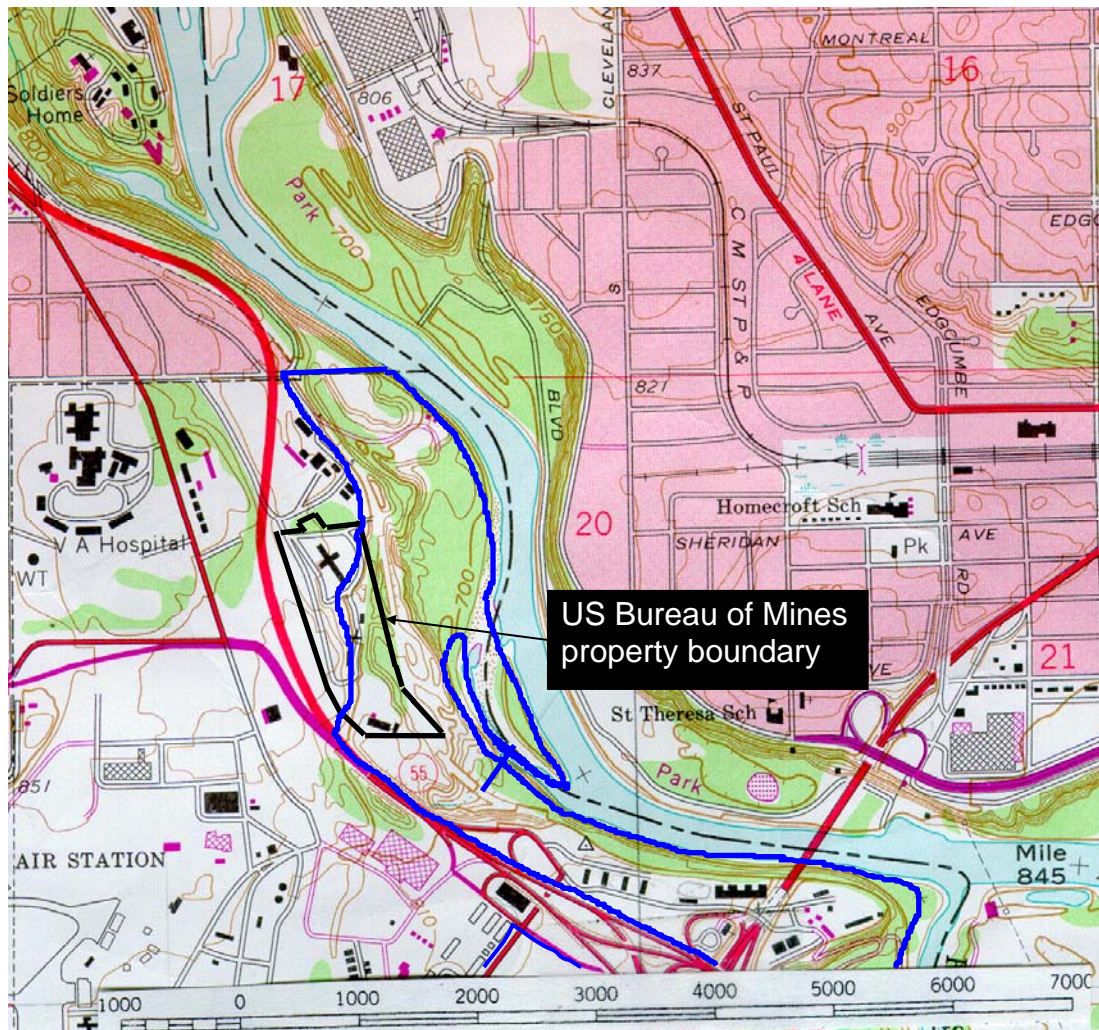 MONTREAL
CLEVELAN
837
16
17
806
Soldiers
Home
ST PAUL
900
800
Park
700
EDGC
C M ST P & P
S
4 LANE
AVE
EDGCUMBE
750
821
BLVD
Homecroft Sch
20
SHERIDAN
Pk
AVE
V A Hospital
WT
RD
700
US Bureau of Mines
property boundary
VE
21
St Theresa Sch
55
Park
851
AIR STATION
Mile
845
810
1000 0 1000 2000 3000 4000 5000 6000 7000